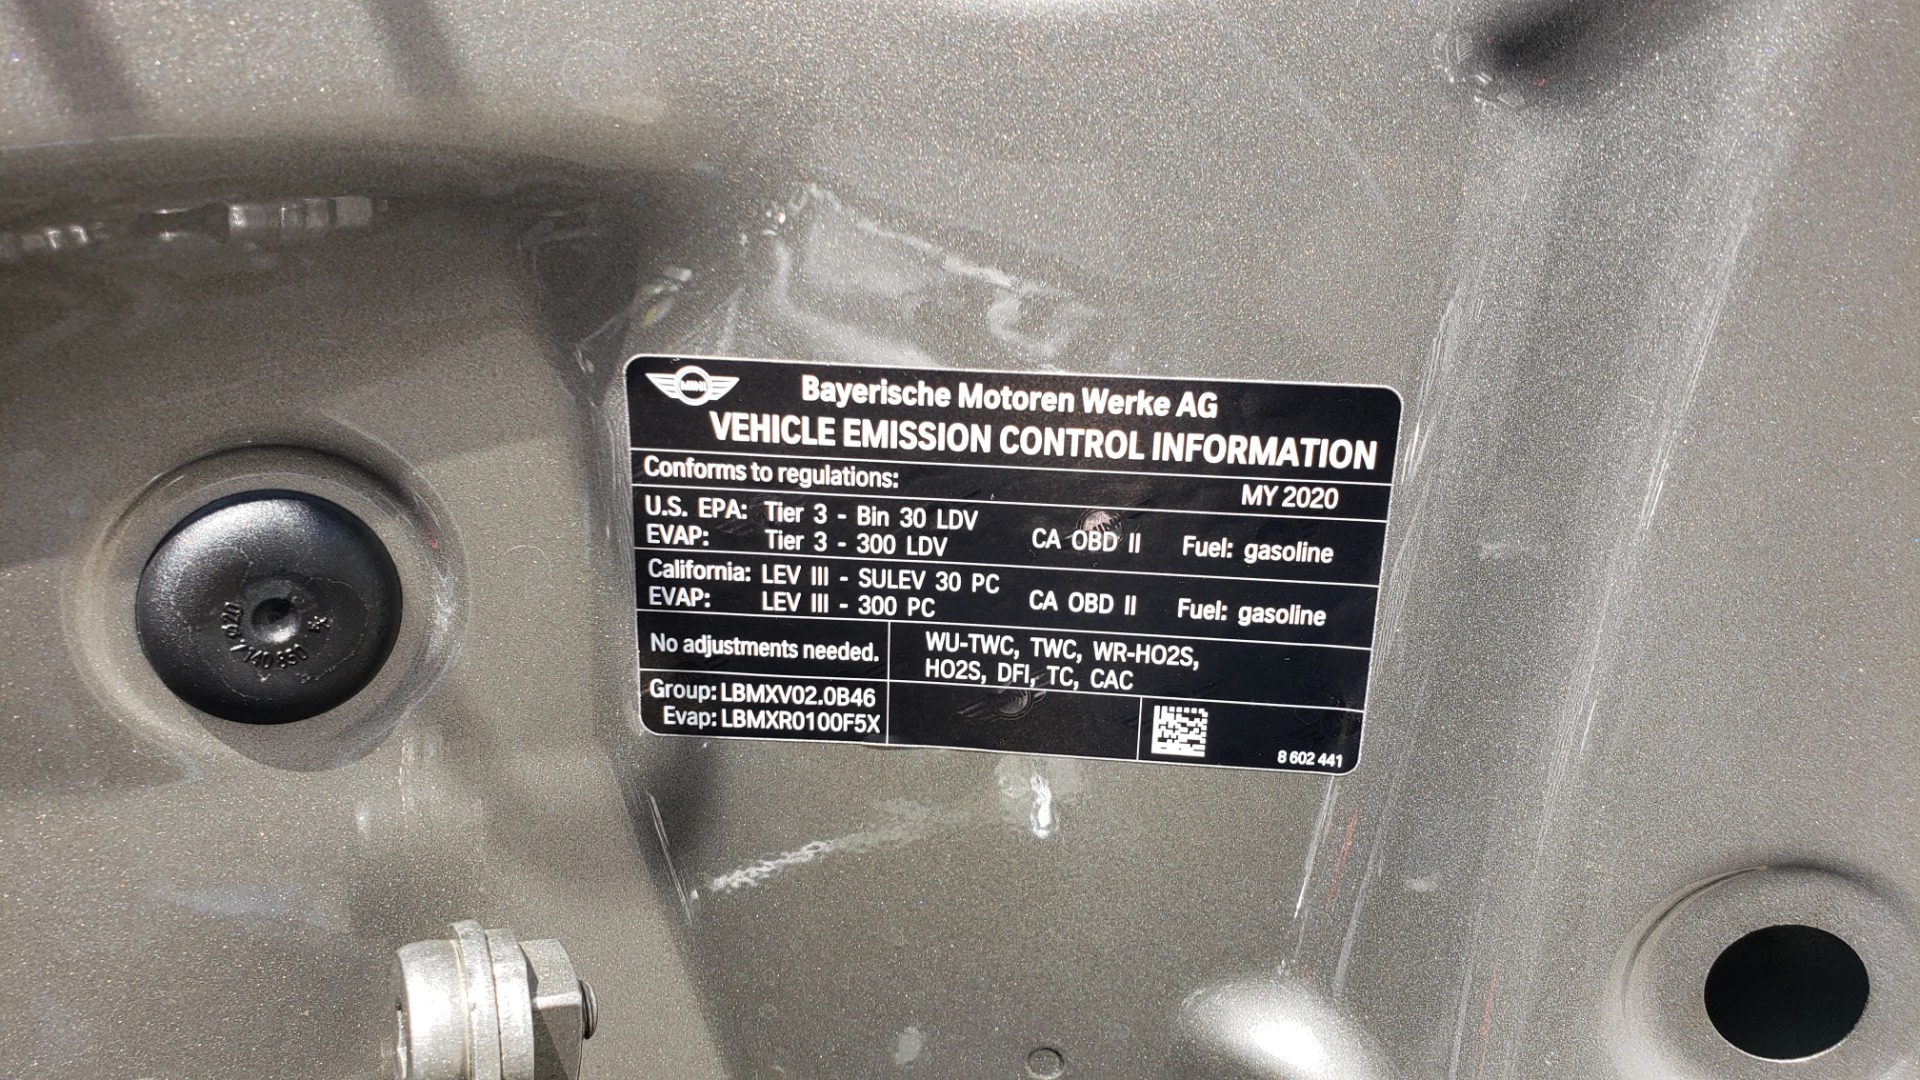 MINI
Bayerische Motoren Werke AG
VEHICLE EMISSION CONTROL INFORMATION
Conforms to regulations: MY 2020
U.S. EPA: Tier 3 - Bin 30 LDV
EVAP: Tier 3 - 300 LDV CA OBD II Fuel: gasoline
California: LEV III - SULEV 30 PC
EVAP: LEV III - 300 PC CA OBD II Fuel: gasoline
No adjustments needed.
WU-TWC, TWC, WR-HO2S,
HO2S, DFI, TC, CAC
Group: LBMXV02.0B46
Evap: LBMXR0100F5X
8 602 441